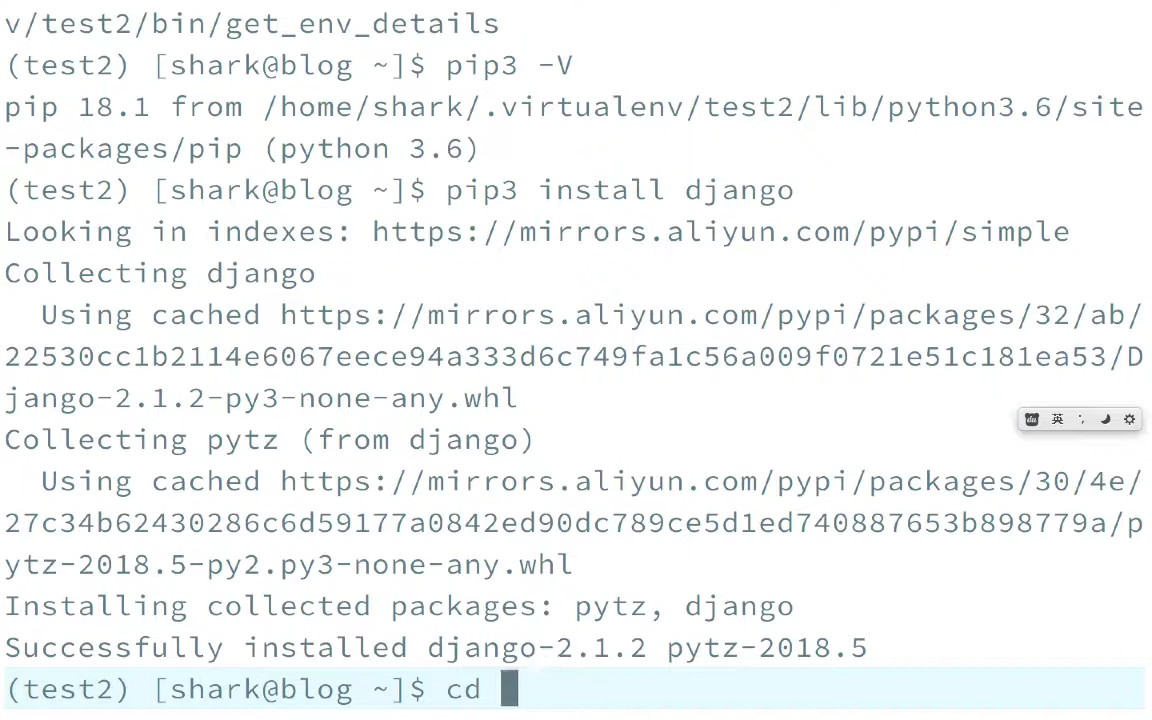 v/test2/bin/get_env_details
(test2) [shark@blog ~]$ pip3 -V
pip 18.1 from /home/shark/.virtualenv/test2/lib/python3.6/site
-packages/pip (python 3.6)
(test2) [shark@blog ~]$ pip3 install django
Looking in indexes: https://mirrors.aliyun.com/pypi/simple
Collecting django
  Using cached https://mirrors.aliyun.com/pypi/packages/32/ab/
22530cc1b2114e6067eece94a333d6c749fa1c56a009f0721e51c181ea53/D
jango-2.1.2-py3-none-any.whl
英
Collecting pytz (from django)
  Using cached https://mirrors.aliyun.com/pypi/packages/30/4e/
27c34b62430286c6d59177a0842ed90dc789ce5d1ed740887653b898779a/p
ytz-2018.5-py2.py3-none-any.whl
Installing collected packages: pytz, django
Successfully installed django-2.1.2 pytz-2018.5
(test2) [shark@blog ~]$ cd